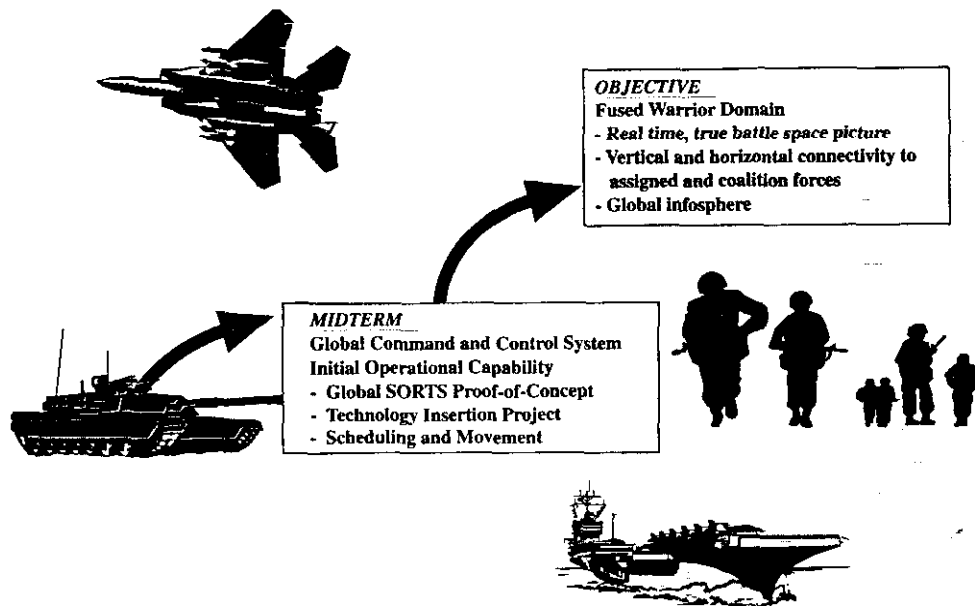 OBJECTIVE
Fused Warrior Domain
- Real time, true battle space picture
- Vertical and horizontal connectivity to
assigned and coalition forces
- Global infosphere
MIDTERM
Global Command and Control System
Initial Operational Capability
- Global SORTS Proof-of-Concept
- Technology Insertion Project
- Scheduling and Movement